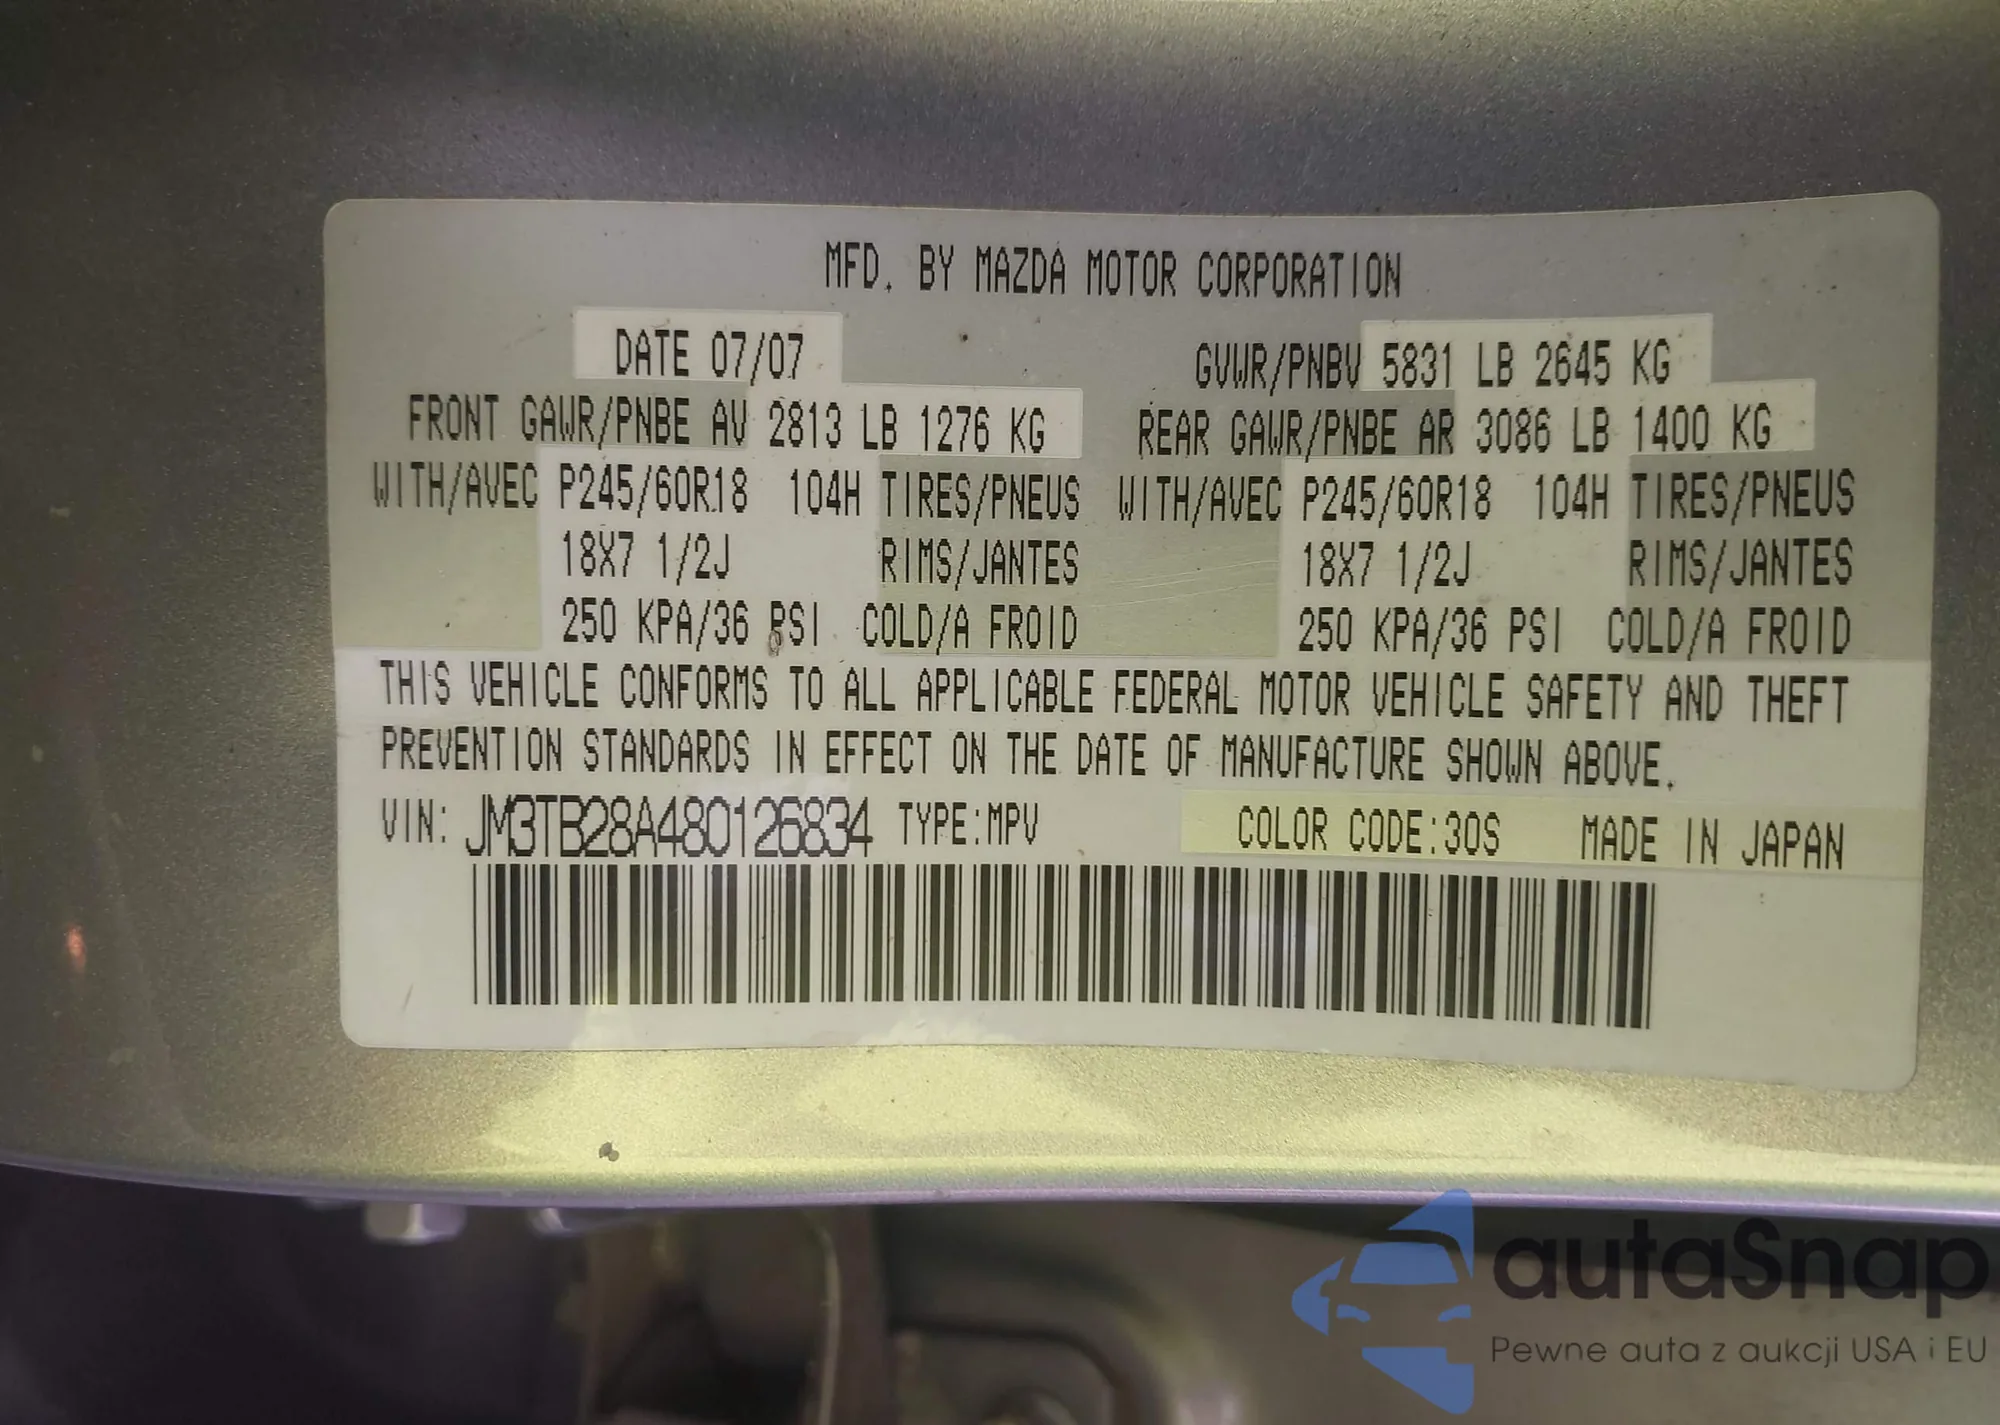 MFD. BY MAZDA MOTOR CORPORATION
DATE 07/07 GVWR/PNBV 5831 LB 2645 KG
FRONT GAWR/PNBE AV 2813 LB 1276 KG REAR GAWR/PNBE AR 3086 LB 1400 KG
WITH/AVEC P245/60R18 104H TIRES/PNEUS WITH/AVEC P245/60R18 104H TIRES/PNEUS
18X7 1/2J RIMS/JANTES 18X7 1/2J RIMS/JANTES
250 KPA/36 PSI COLD/A FROID 250 KPA/36 PSI COLD/A FROID
THIS VEHICLE CONFORMS TO ALL APPLICABLE FEDERAL MOTOR VEHICLE SAFETY AND THEFT
PREVENTION STANDARDS IN EFFECT ON THE DATE OF MANUFACTURE SHOWN ABOVE.
VIN: JM3TB28A480126834 TYPE:MPV COLOR CODE:30S MADE IN JAPAN
autaSnap
Pewne auta z aukcji USA i EU